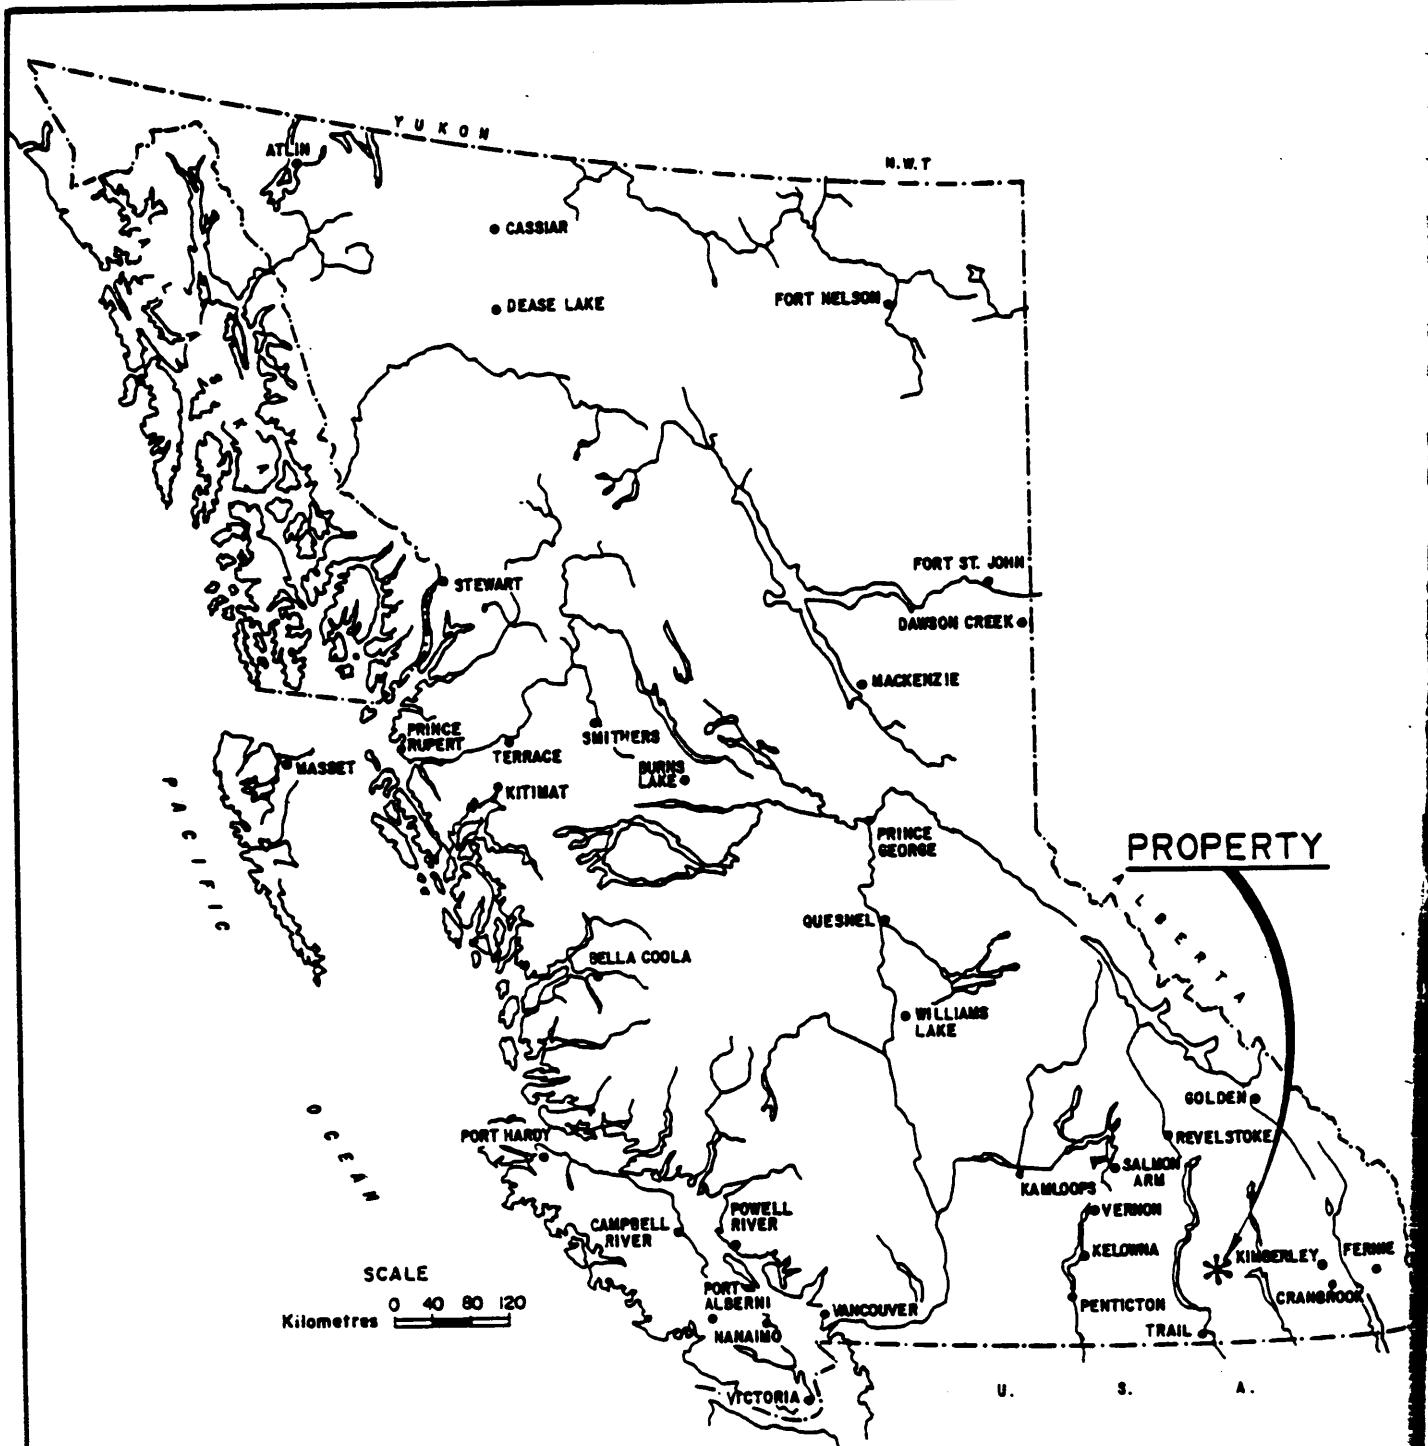 YUKON
N.W.T
ATLIN
CASSIAR
DEASE LAKE
FORT NELSON
ALASKA
FORT ST. JOHN
STEWART
DAWSON CREEK
MACKENZIE
PRINCE
RUPERT
SMITHERS
TERRACE
MASSET
BURNS
LAKE
KITIMAT
PACIFIC
PRINCE
GEORGE
PROPERTY
ALBERTA
QUESNEL
BELLA COOLA
WILLIAMS
LAKE
GOLDEN
OCEAN
PORT HARDY
REVELSTOKE
SALMON
ARM
KAMLOOPS
POWELL
RIVER
VERNON
CAMPBELL
RIVER
KELOWNA
KIMBERLEY
FERNIE
SCALE
PORT
ALBERNI
CRANBROOK
0 40 80 120
Kilometres
VANCOUVER
PENTICTON
NANAIMO
TRAIL
U. S. A.
VICTORIA